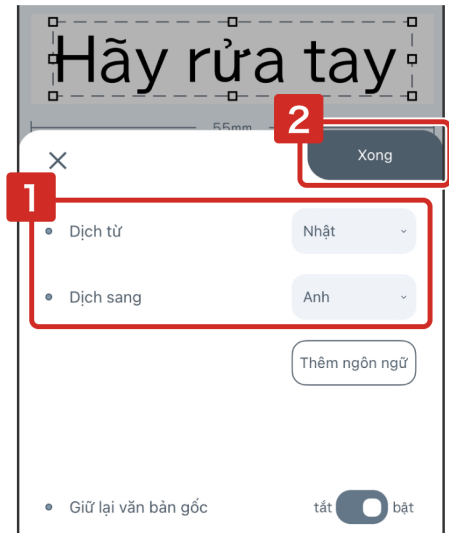 Hãy rửa tay
55mm
2
Xong
1
Dịch từ
Nhật
Dịch sang
Anh
Thêm ngôn ngữ
Giữ lại văn bản gốc
tắt
bật